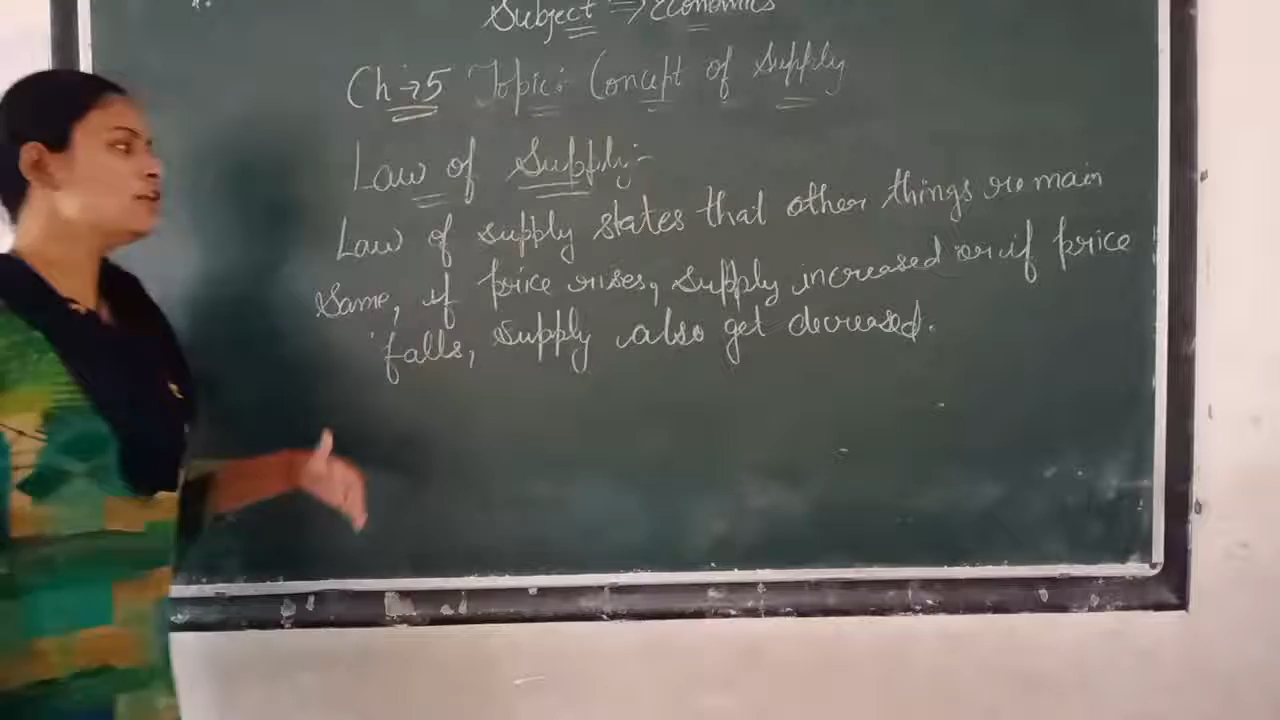 Subject => Economics
Ch->5 Topic: Concept of Supply
Law of Supply:-
Law of supply states that other things remain
same, if price rises, supply increased or if price
falls, supply also get decreased.